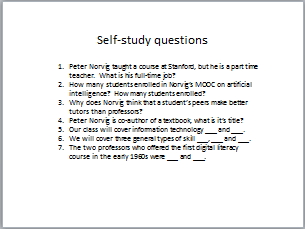 Self-study questions
1. Peter Norvig taught a course at Stanford, but he is a part time
teacher. What is his full-time job?
2. How many students enrolled in Norvig's MOOC on artificial
intelligence? How many students enrolled?
3. Why does Norvig think that a student's peers make better
tutors than professors?
4. Peter Norvig is co-author of a textbook, what is it's title?
5. Our class will cover information technology ___ and ___.
6. We will cover three general types of skill ___, ___ and ___.
7. The two professors who offered the first digital literacy
course in the early 1960s were ___ and ___.